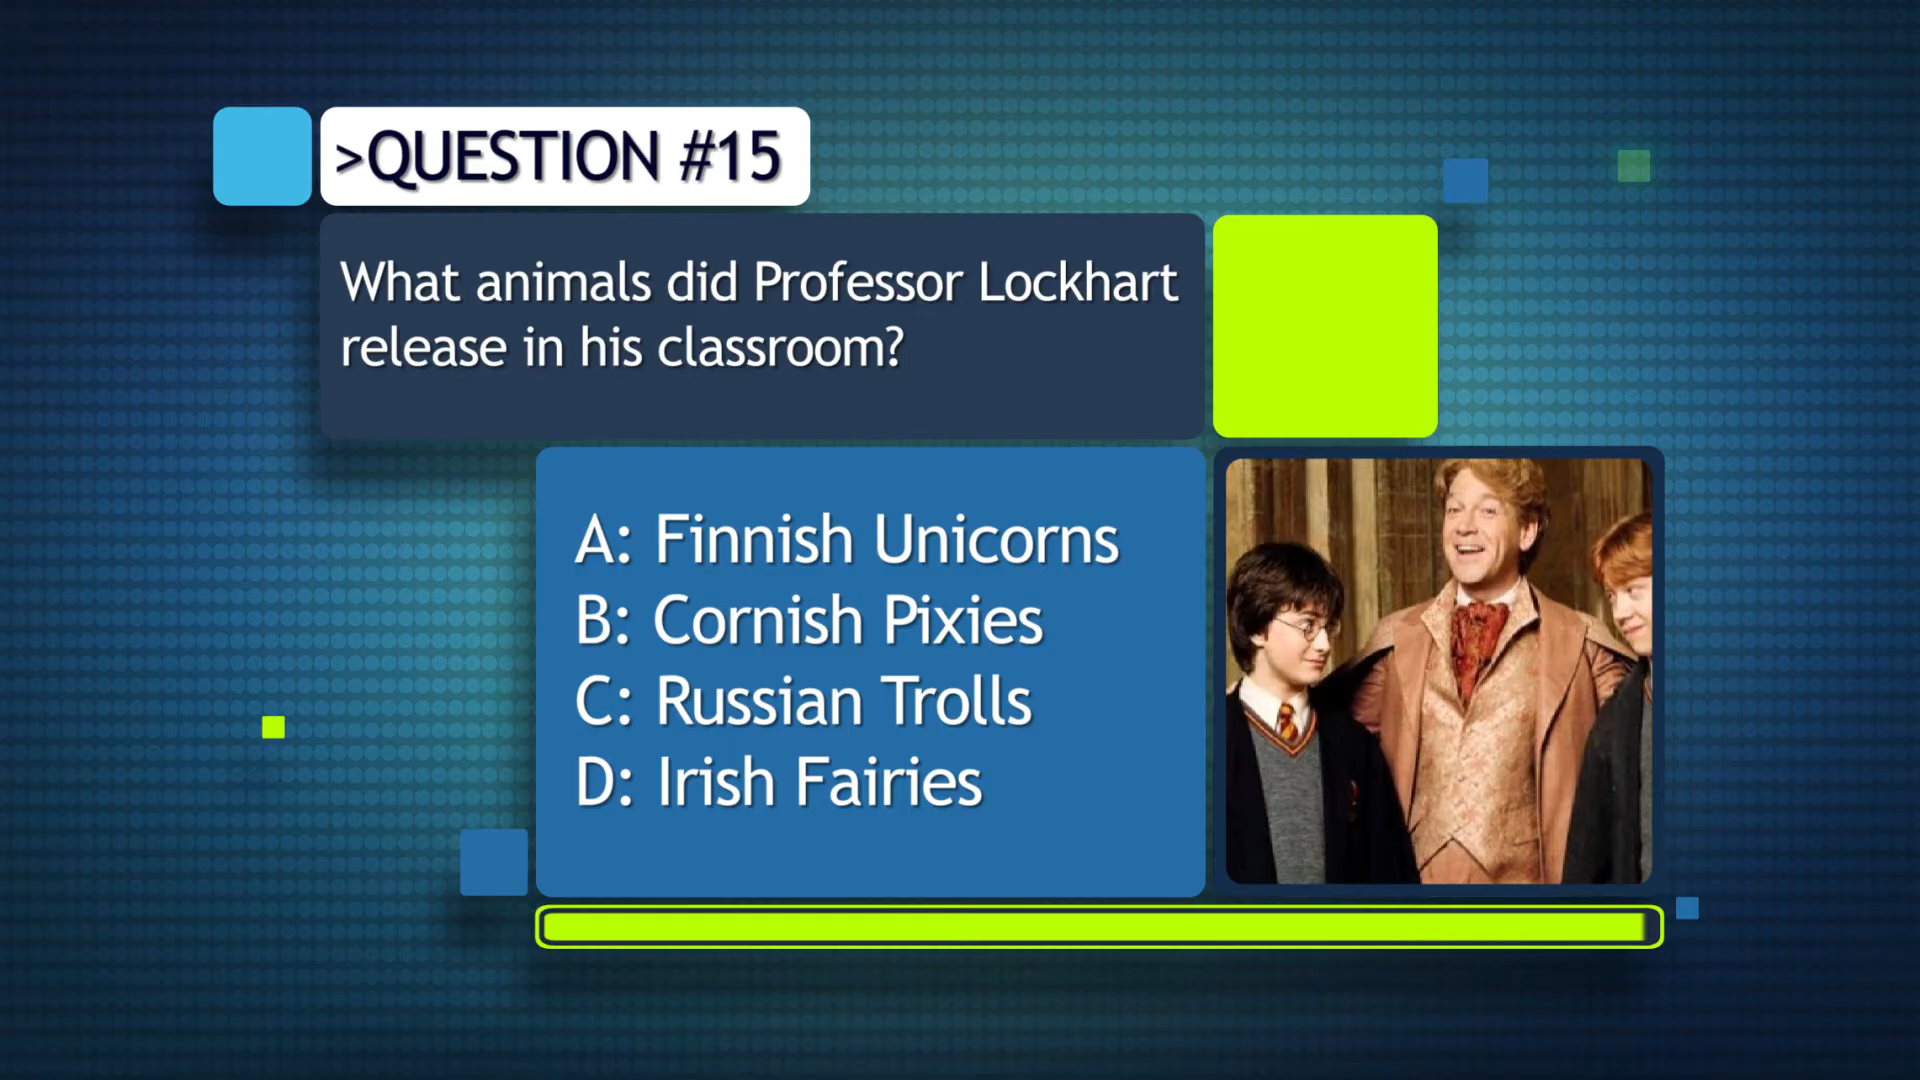 >QUESTION #15
What animals did Professor Lockhart
release in his classroom?
A: Finnish Unicorns
B: Cornish Pixies
C: Russian Trolls
D: Irish Fairies